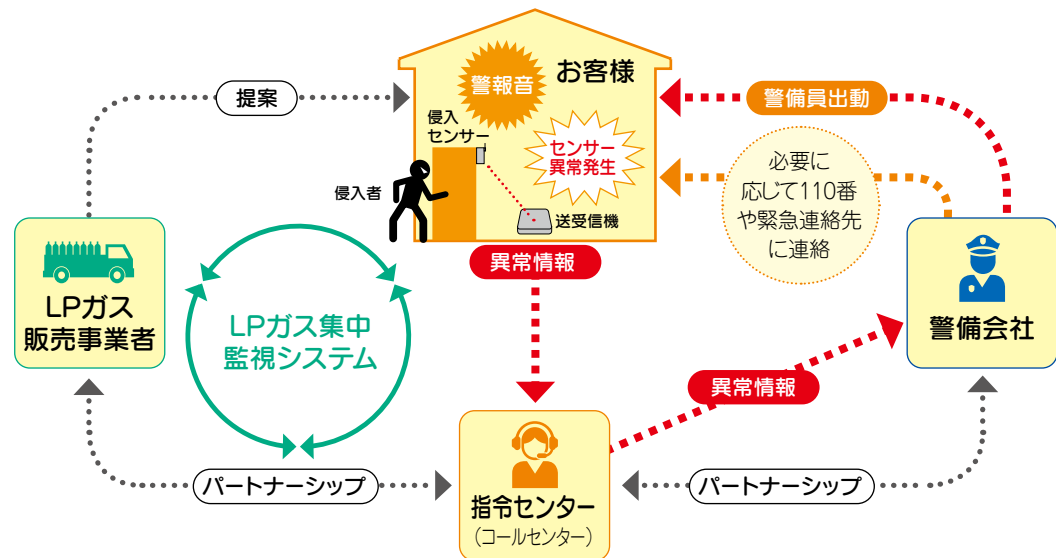 提案
警報音
お客様
侵入
センサー
センサー
異常発生
侵入者
送受信機
警備員出動
必要に
応じて110番
や緊急連絡先
に連絡
異常情報
LPガス
販売事業者
LPガス集中
監視システム
警備会社
異常情報
パートナーシップ
指令センター
（コールセンター）
パートナーシップ